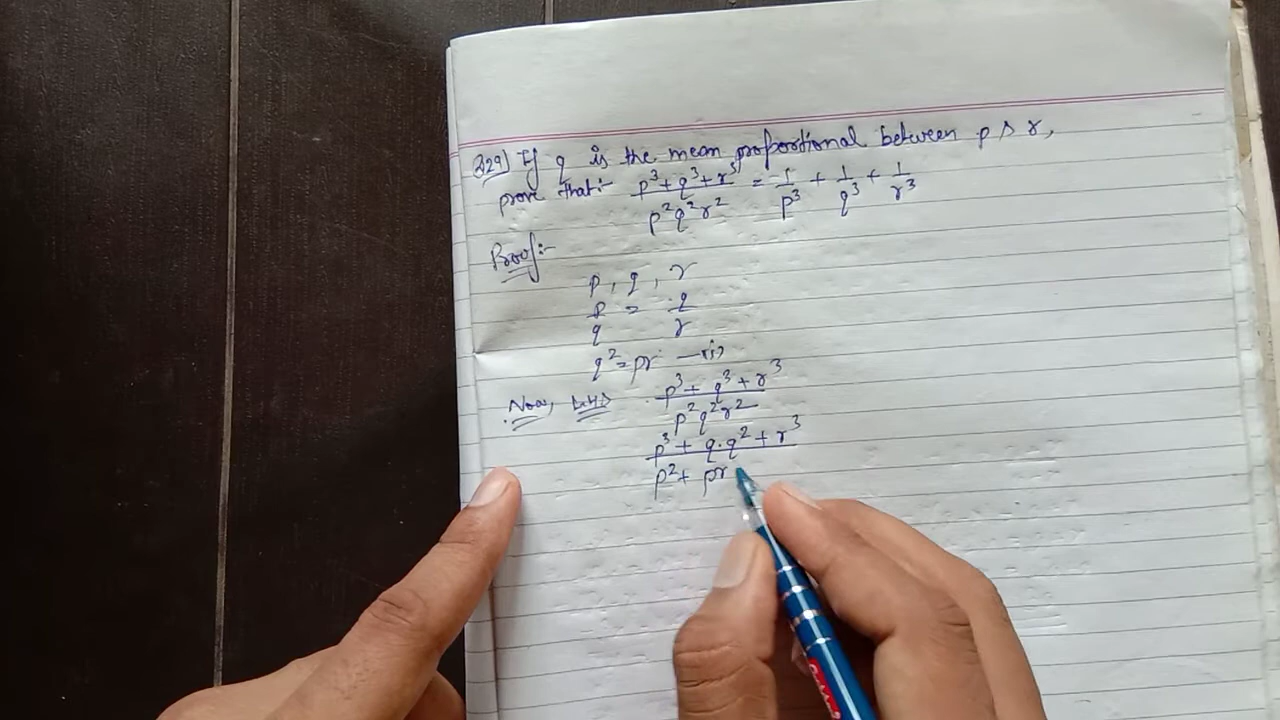 Q29) If q is the mean proportional between p & r,
prove that:- p³+q³+r³/p²q²r² = 1/p³ + 1/q³ + 1/r³
Proof:-
p, q, r
p/q = q/r
q² = pr —(i)
Now, LHS p³+q³+r³/p²q²r²
p³ + q·q² + r³/p² + pr